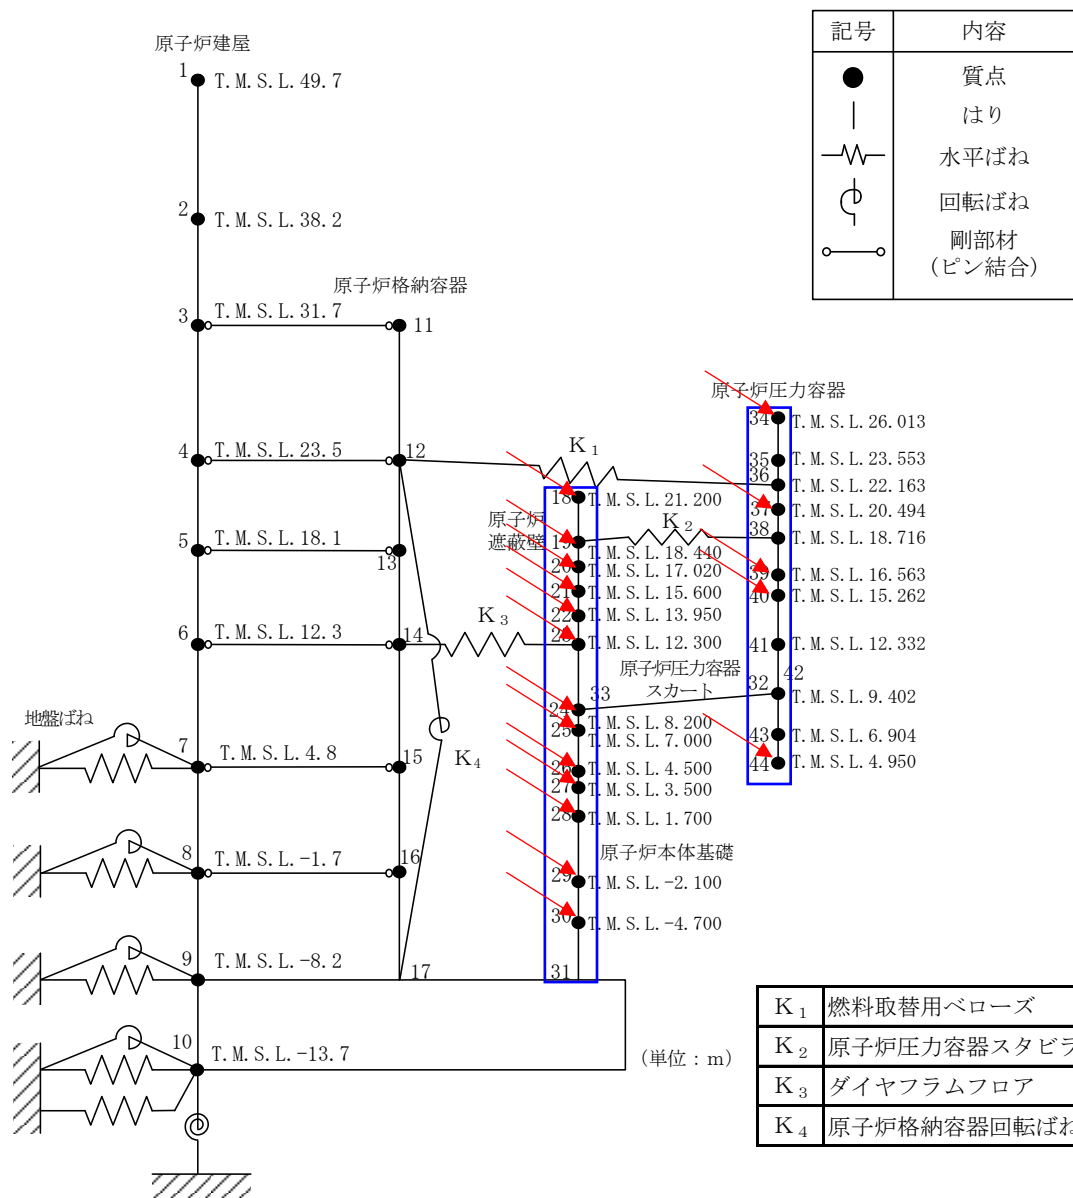 原子炉建屋
1
T.M.S.L.49.7
2
T.M.S.L.38.2
原子炉格納容器
3
T.M.S.L.31.7
11
4
T.M.S.L.23.5
12
5
T.M.S.L.18.1
13
6
T.M.S.L.12.3
14
地盤ばね
7
T.M.S.L.4.8
15
8
T.M.S.L.-1.7
16
9
T.M.S.L.-8.2
17
10
T.M.S.L.-13.7
K1
K2
K3
K4
原子炉
遮蔽壁
18
T.M.S.L.21.200
19
T.M.S.L.18.440
20
T.M.S.L.17.020
21
T.M.S.L.15.600
22
T.M.S.L.13.950
23
T.M.S.L.12.300
原子炉圧力容器
スカート
33
24
T.M.S.L.8.200
25
T.M.S.L.7.000
26
T.M.S.L.4.500
27
T.M.S.L.3.500
28
T.M.S.L.1.700
原子炉本体基礎
29
T.M.S.L.-2.100
30
T.M.S.L.-4.700
31
原子炉圧力容器
34
T.M.S.L.26.013
35
T.M.S.L.23.553
36
T.M.S.L.22.163
37
T.M.S.L.20.494
38
T.M.S.L.18.716
39
T.M.S.L.16.563
40
T.M.S.L.15.262
41
T.M.S.L.12.332
42
32
T.M.S.L.9.402
43
T.M.S.L.6.904
44
T.M.S.L.4.950
(単位：m)
記号 内容
質点
はり
水平ばね
回転ばね
剛部材
(ピン結合)
K1 燃料取替用ベローズ
K2 原子炉圧力容器スタビラ
K3 ダイヤフラムフロア
K4 原子炉格納容器回転ばね